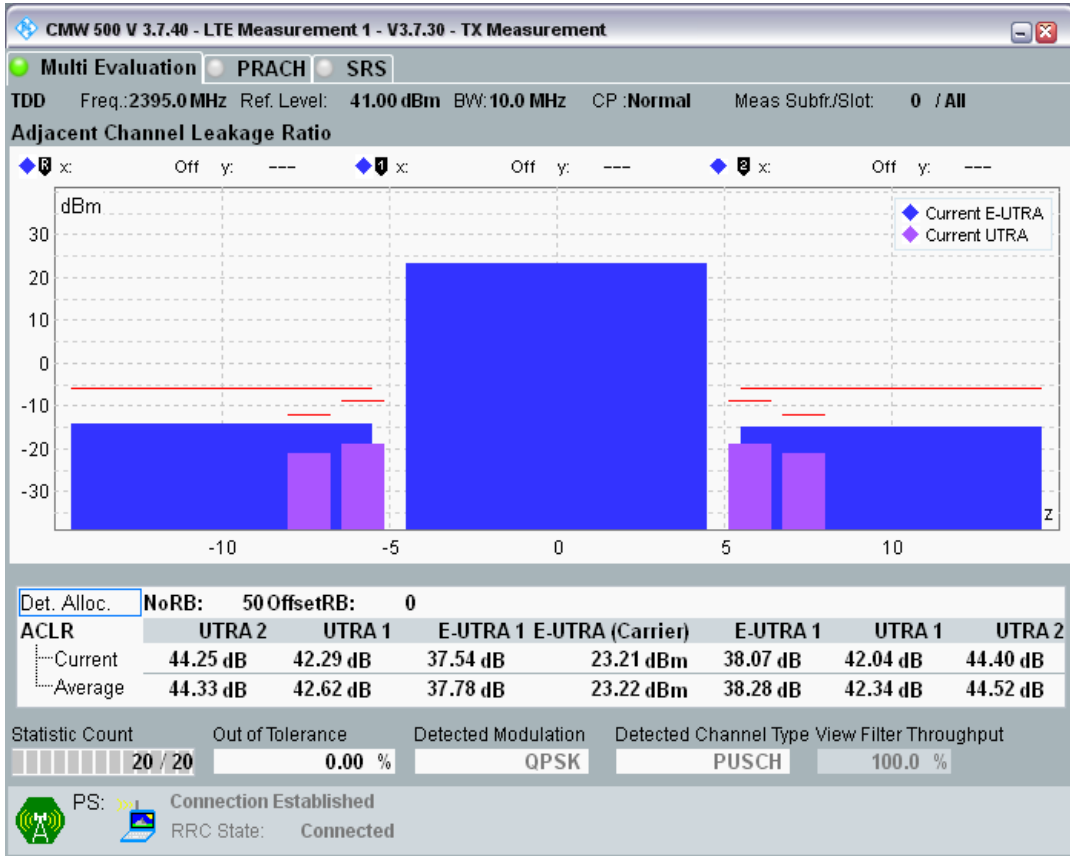 CMW 500 V 3.7.40 - LTE Measurement 1 - V3.7.30 - TX Measurement
Multi Evaluation PRACH SRS
TDD Freq.:2395.0 MHz Ref. Level: 41.00 dBm BW: 10.0 MHz CP :Normal Meas Subfr./Slot: 0 / All
Adjacent Channel Leakage Ratio
R x: Off y: --- 1 x: Off y: --- 2 x: Off y: ---
dBm
Current E-UTRA
Current UTRA
30
20
10
0
-10
-20
-30
z
-10 -5 0 5 10
Det. Alloc. NoRB: 50 OffsetRB: 0
ACLR UTRA 2 UTRA 1 E-UTRA 1 E-UTRA (Carrier) E-UTRA 1 UTRA 1 UTRA 2
Current 44.25 dB 42.29 dB 37.54 dB 23.21 dBm 38.07 dB 42.04 dB 44.40 dB
Average 44.33 dB 42.62 dB 37.78 dB 23.22 dBm 38.28 dB 42.34 dB 44.52 dB
Statistic Count Out of Tolerance Detected Modulation Detected Channel Type View Filter Throughput
20 / 20 0.00 % QPSK PUSCH 100.0 %
PS: Connection Established
RRC State: Connected